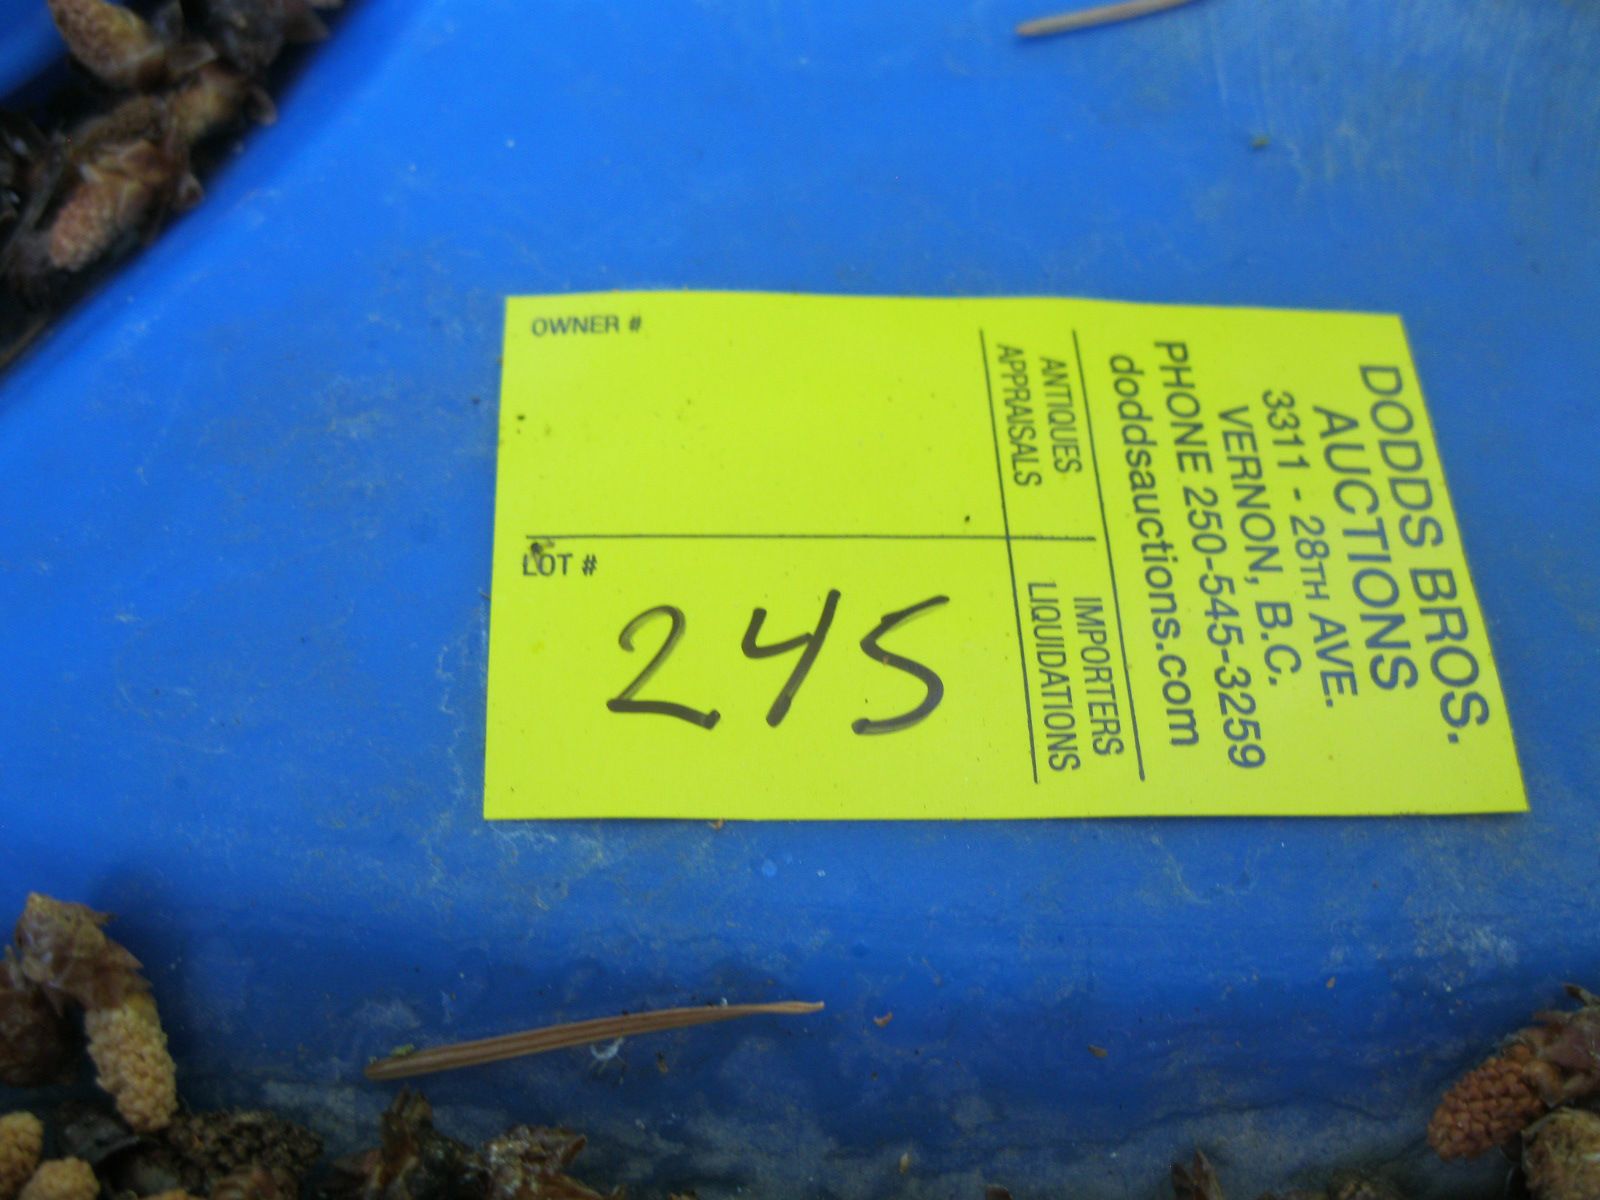 DODDS BROS.
AUCTIONS
3311 - 28TH AVE.
VERNON, B.C.
PHONE 250-545-3259
doddsauctions.com
ANTIQUES
APPRAISALS
IMPORTERS
LIQUIDATIONS
OWNER #
LOT #
245